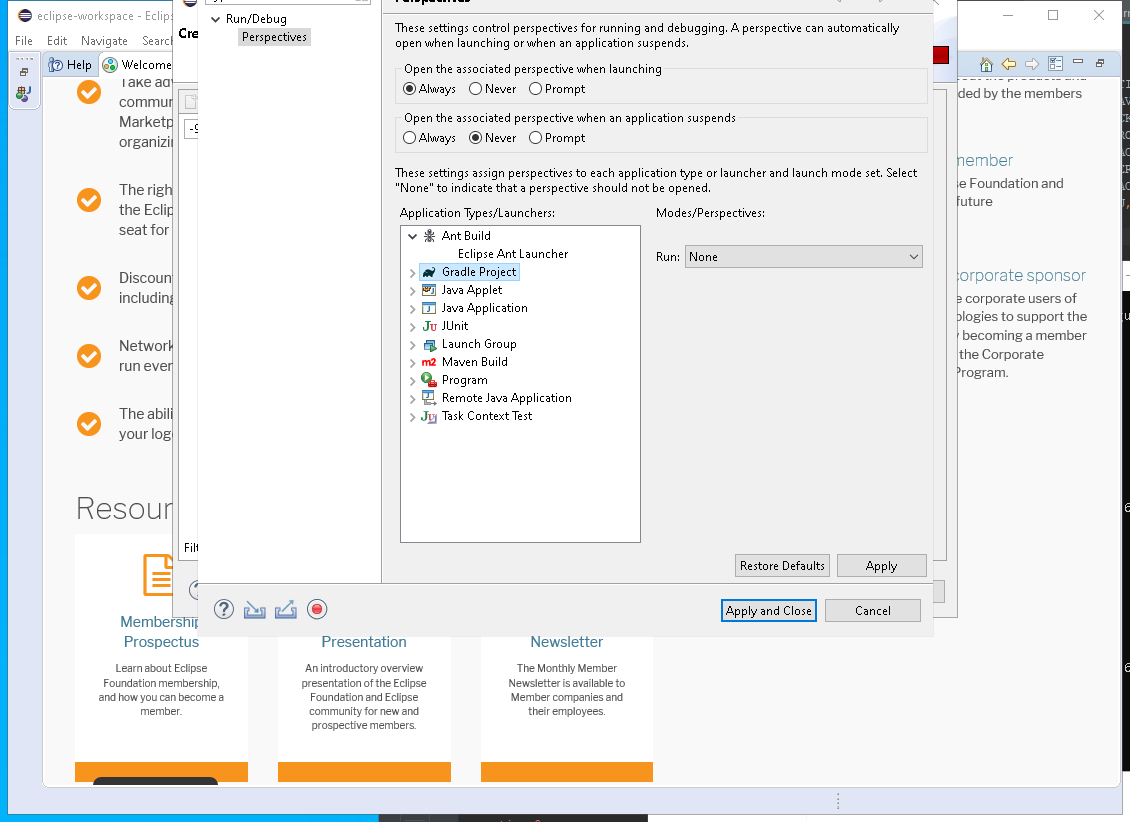 eclipse-workspace - Eclips
File Edit Navigate Search
Help
Welcome
Take adv
commun
Marketp
organizin
The righ
the Eclip
seat for
Discoun
including
Network
run ever
The abili
your log
Resour
Cre
-g
Filt
Run/Debug
Perspectives
These settings control perspectives for running and debugging. A perspective can automatically
open when launching or when an application suspends.
Open the associated perspective when launching
Always Never Prompt
Open the associated perspective when an application suspends
Always Never Prompt
These settings assign perspectives to each application type or launcher and launch mode set. Select
"None" to indicate that a perspective should not be opened.
Application Types/Launchers:
Modes/Perspectives:
Ant Build
Eclipse Ant Launcher
Gradle Project
Java Applet
Java Application
JUnit
Launch Group
Maven Build
Program
Remote Java Application
Task Context Test
Run: None
Restore Defaults Apply
Apply and Close Cancel
ded by the members
member
se Foundation and
future
corporate sponsor
e corporate users of
ologies to support the
y becoming a member
the Corporate
Program.
Membership
Prospectus
Learn about Eclipse
Foundation membership,
and how you can become a
member.
Presentation
An introductory overview
presentation of the Eclipse
Foundation and Eclipse
community for new and
prospective members.
Newsletter
The Monthly Member
Newsletter is available to
Member companies and
their employees.